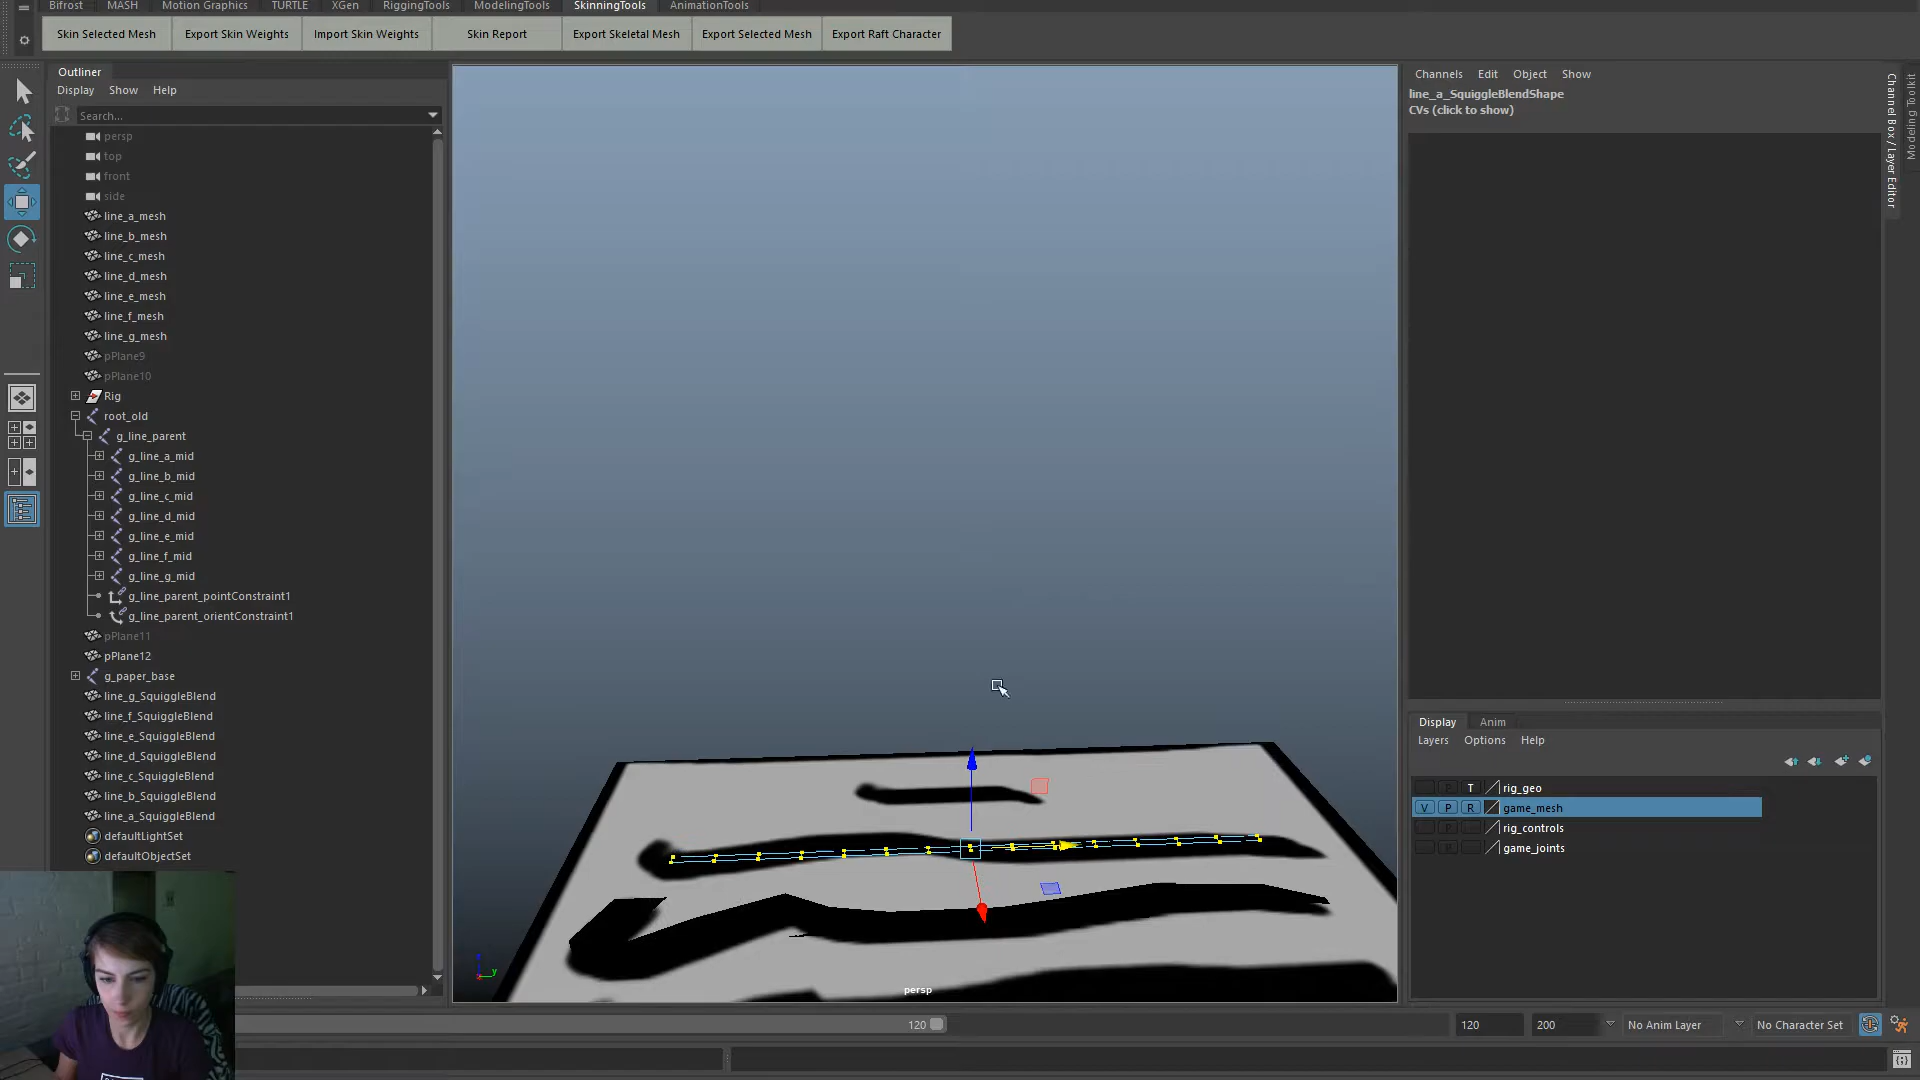 Bifrost MASH Motion Graphics TURTLE XGen RiggingTools ModelingTools SkinningTools AnimationTools
Skin Selected Mesh Export Skin Weights Import Skin Weights Skin Report Export Skeletal Mesh Export Selected Mesh Export Raft Character
Outliner
Display Show Help
Search...
persp
top
front
side
line_a_mesh
line_b_mesh
line_c_mesh
line_d_mesh
line_e_mesh
line_f_mesh
line_g_mesh
pPlane9
pPlane10
Rig
root_old
g_line_parent
g_line_a_mid
g_line_b_mid
g_line_c_mid
g_line_d_mid
g_line_e_mid
g_line_f_mid
g_line_g_mid
g_line_parent_pointConstraint1
g_line_parent_orientConstraint1
pPlane11
pPlane12
g_paper_base
line_g_SquiggleBlend
line_f_SquiggleBlend
line_e_SquiggleBlend
line_d_SquiggleBlend
line_c_SquiggleBlend
line_b_SquiggleBlend
line_a_SquiggleBlend
defaultLightSet
defaultObjectSet
y
persp
Channels Edit Object Show
line_a_SquiggleBlendShape
CVs (click to show)
Channel Box / Layer Editor
Modeling Toolkit
Display Anim
Layers Options Help
P T rig_geo
V P R game_mesh
P rig_controls
P game_joints
120 120 200 No Anim Layer No Character Set